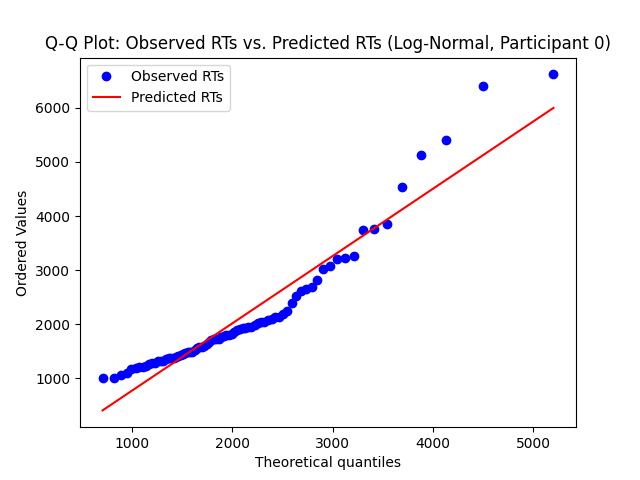 Q-Q Plot: Observed RTs vs. Predicted RTs (Log-Normal, Participant 0)
Observed RTs
Predicted RTs
6000
5000
4000
3000
2000
1000
Ordered Values
1000 2000 3000 4000 5000
Theoretical quantiles